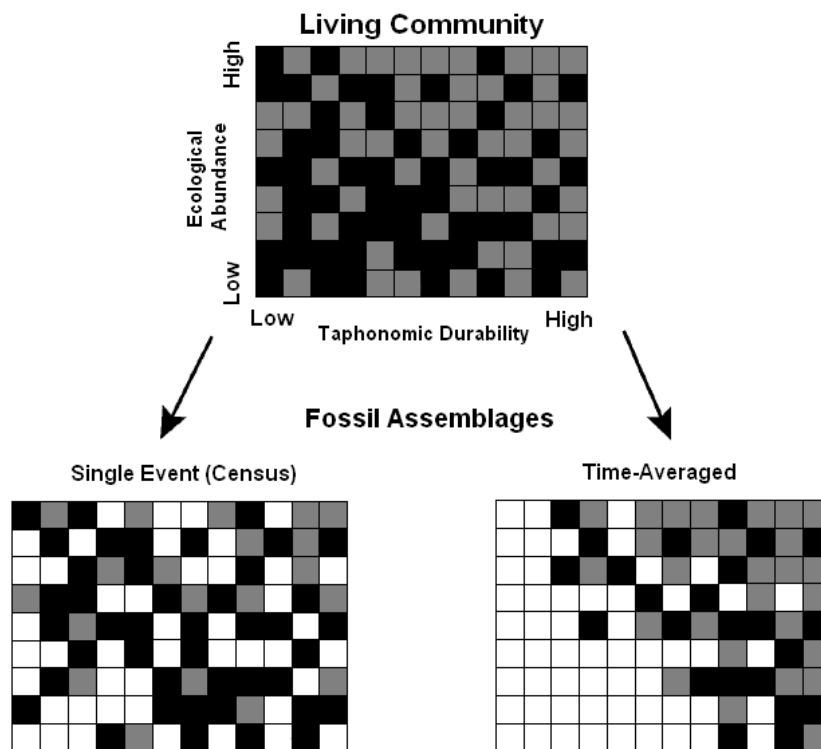 Living Community
High
Ecological
Abundance
Low
Low
High
Taphonomic Durability
Fossil Assemblages
Single Event (Census)
Time-Averaged